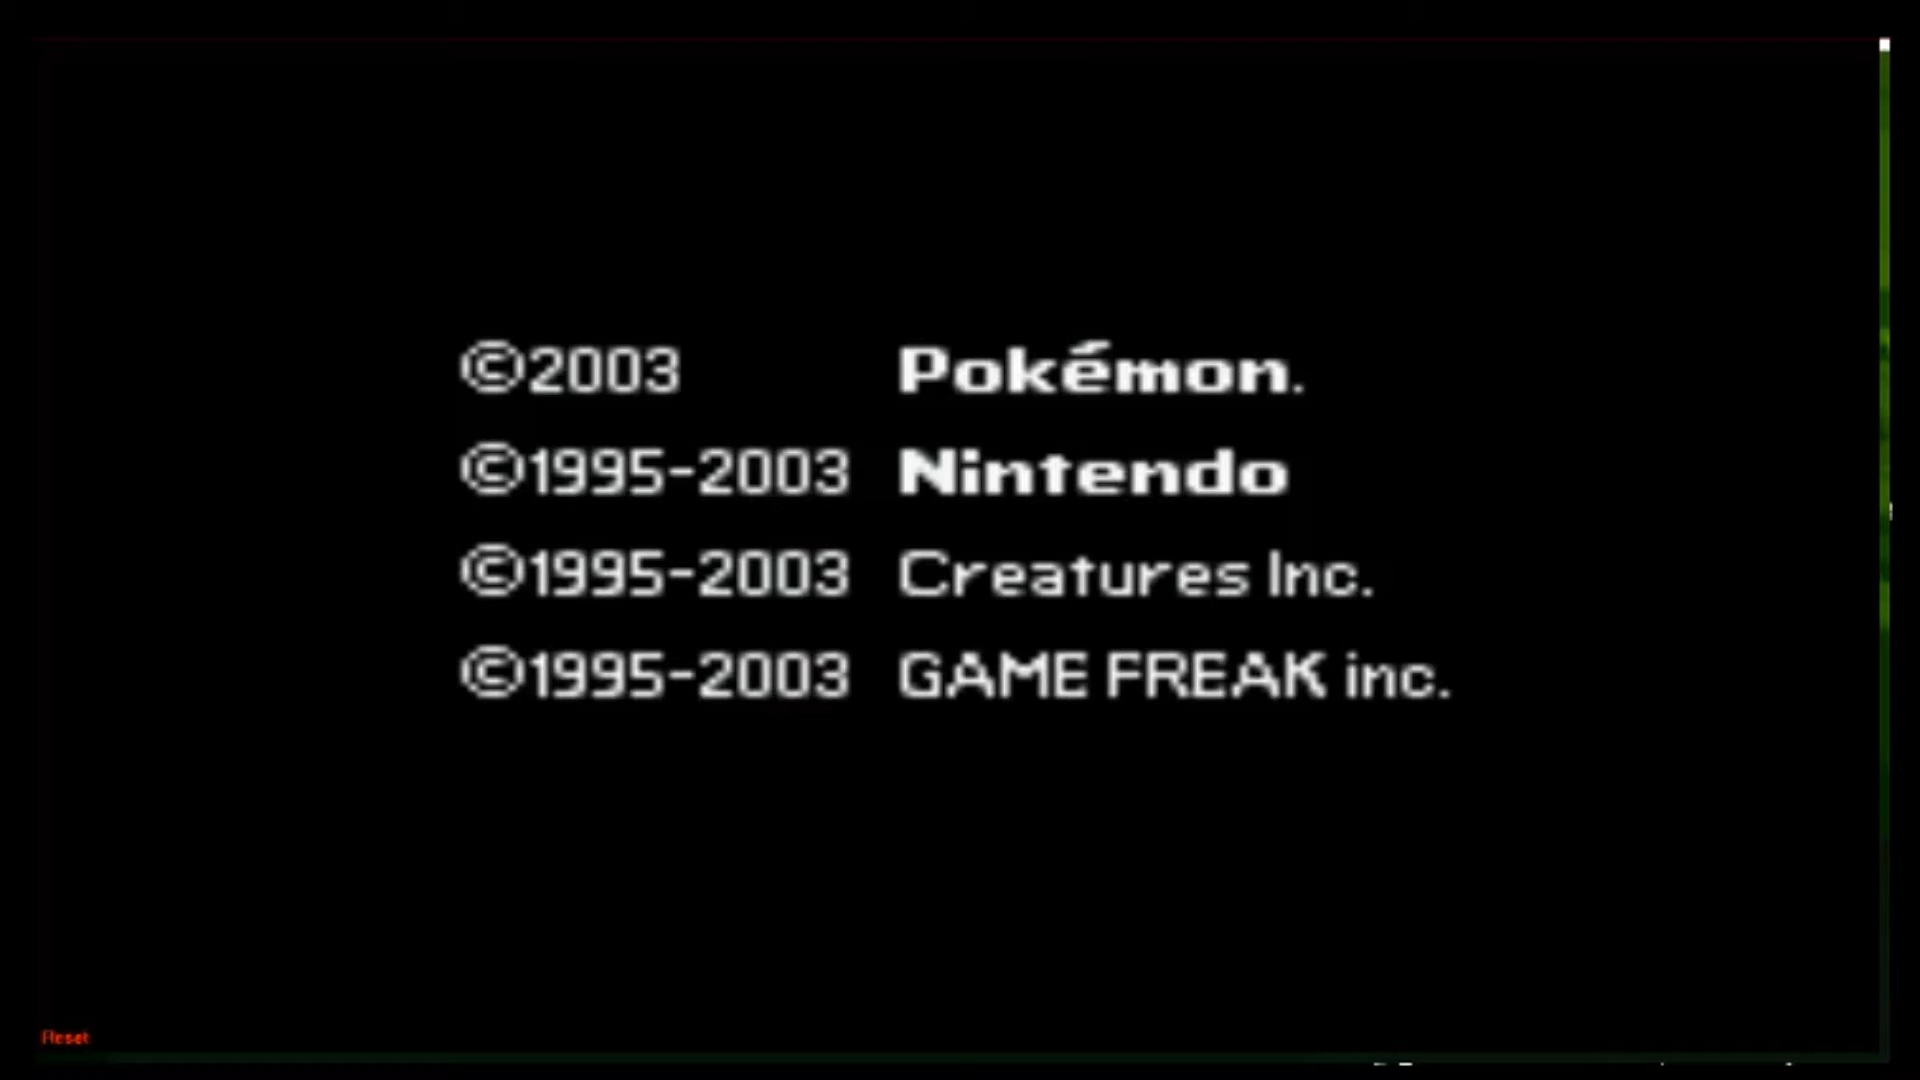 ©2003 Pokémon.
©1995-2003 Nintendo
©1995-2003 Creatures Inc.
©1995-2003 GAME FREAK inc.
Reset